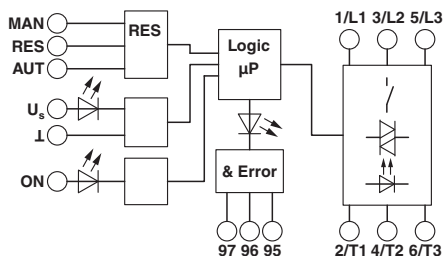 MAN
RES
AUT
RES
Logic
µP
1/L1 3/L2 5/L3
Us
⊥
ON
& Error
97 96 95
2/T1 4/T2 6/T3